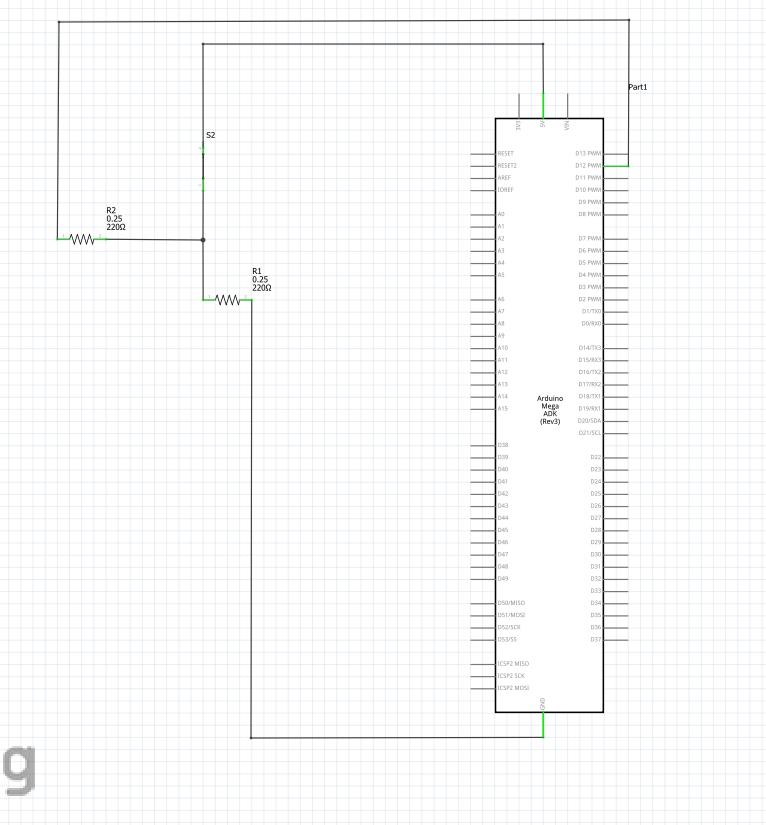 Part1
3V3
5V
VIN
S2
RESET
D13 PWM
RESET2
D12 PWM
AREF
D11 PWM
IOREF
D10 PWM
D9 PWM
A0
D8 PWM
A1
R2
0.25
220Ω
A2
D7 PWM
A3
D6 PWM
A4
D5 PWM
A5
D4 PWM
D3 PWM
R1
0.25
220Ω
A6
D2 PWM
A7
D1/TX0
A8
D0/RX0
A9
A10
D14/TX3
A11
D15/RX3
A12
D16/TX2
A13
D17/RX2
A14
D18/TX1
A15
D19/RX1
Arduino
Mega
ADK
(Rev3)
D20/SDA
D21/SCL
D38
D39
D22
D40
D23
D41
D24
D42
D25
D43
D26
D44
D27
D45
D28
D46
D29
D47
D30
D48
D31
D49
D32
D33
D50/MISO
D34
D51/MOSI
D35
D52/SCK
D36
D53/SS
D37
ICSP2 MISO
ICSP2 SCK
ICSP2 MOSI
GND
g